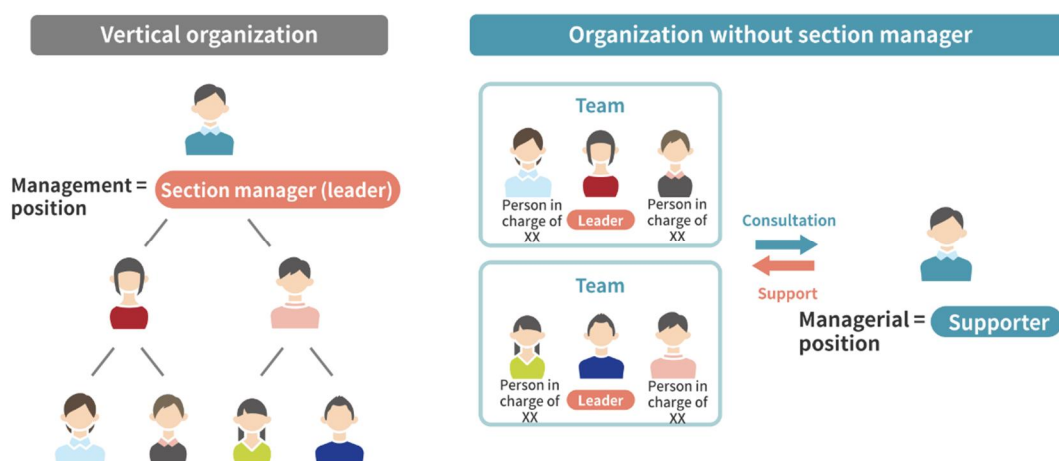 Vertical organization
Management =
position
Section manager (leader)
Organization without section manager
Team
Person in
charge of
XX
Leader
Person in
charge of
XX
Team
Person in
charge of
XX
Leader
Person in
charge of
XX
Consultation
Support
Managerial =
position
Supporter